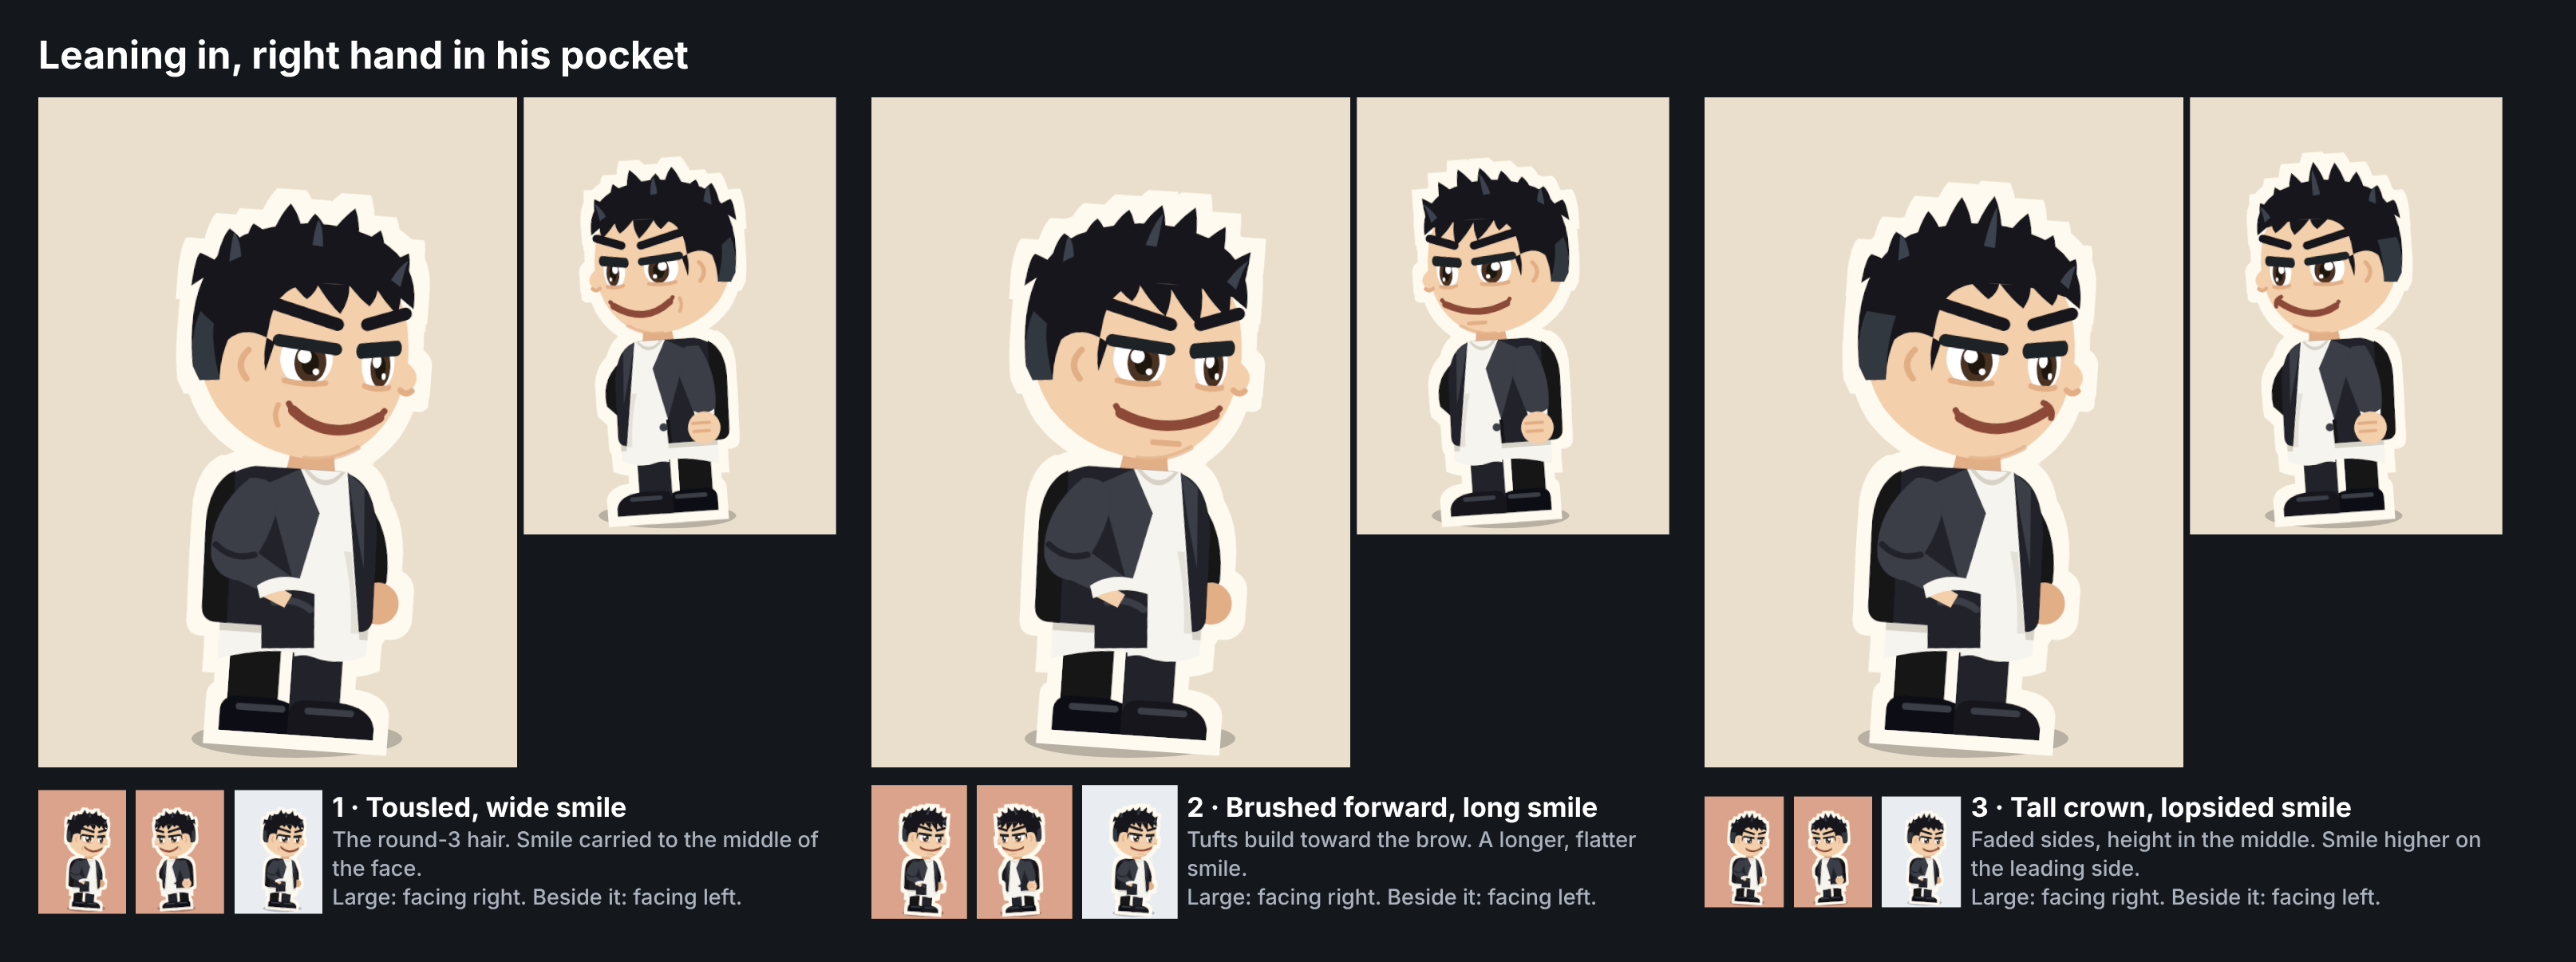 Leaning in, right hand in his pocket
1 · Tousled, wide smile
The round-3 hair. Smile carried to the middle of
the face.
Large: facing right. Beside it: facing left.
2 · Brushed forward, long smile
Tufts build toward the brow. A longer, flatter
smile.
Large: facing right. Beside it: facing left.
3 · Tall crown, lopsided smile
Faded sides, height in the middle. Smile higher on
the leading side.
Large: facing right. Beside it: facing left.